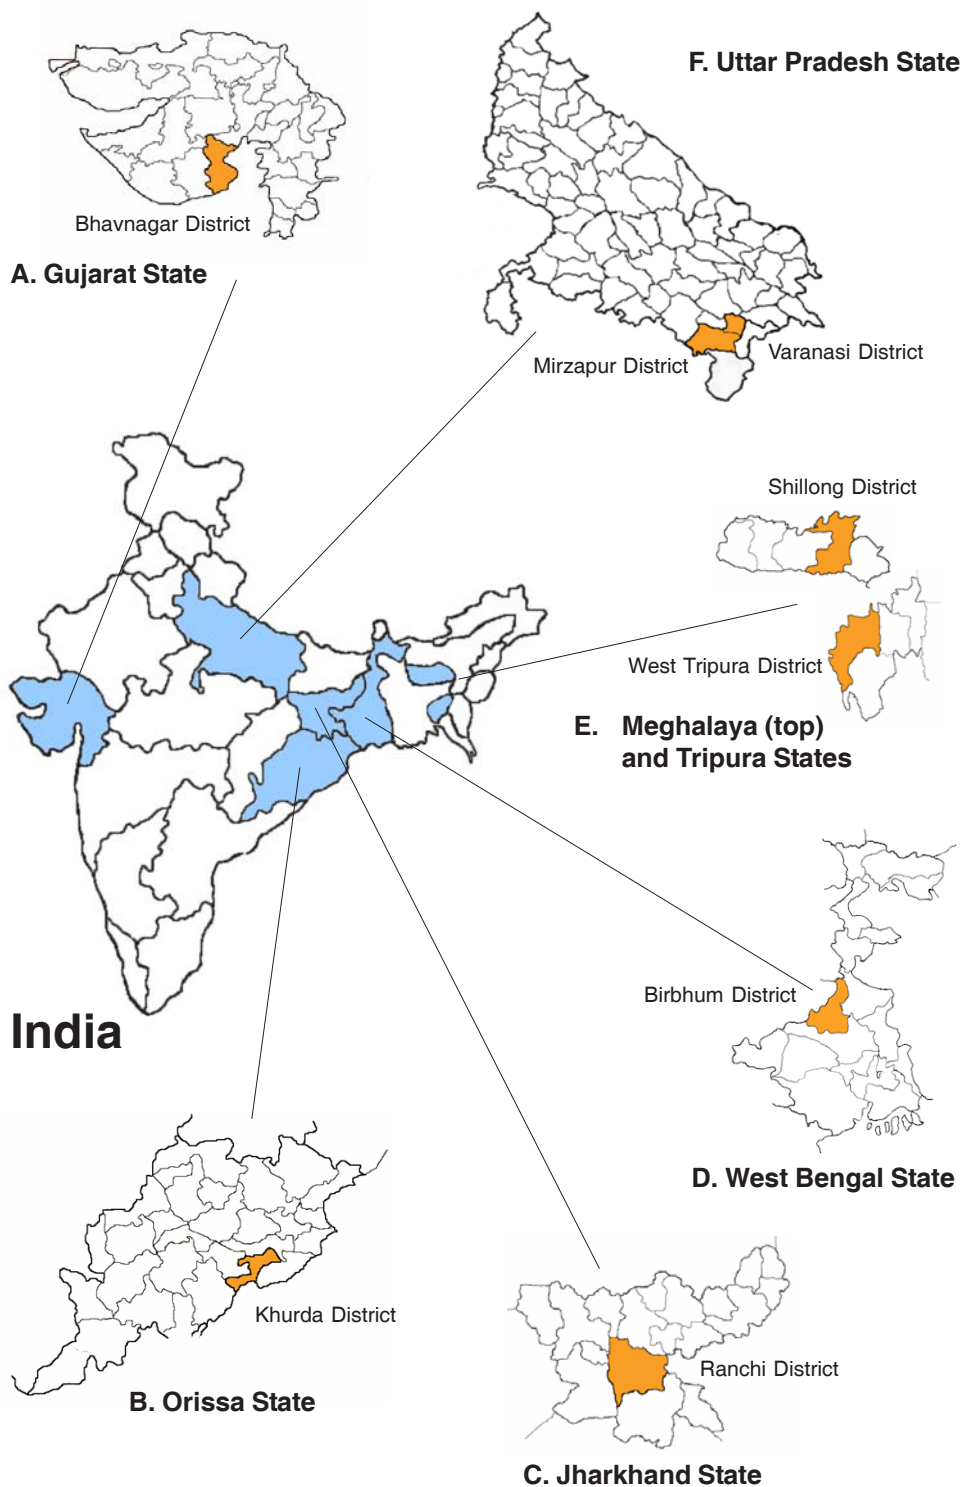 F. Uttar Pradesh State
Bhavnagar District
A. Gujarat State
Varanasi District
Mirzapur District
Shillong District
West Tripura District
E. Meghalaya (top)
and Tripura States
Birbhum District
India
D. West Bengal State
Khurda District
Ranchi District
B. Orissa State
C. Jharkhand State